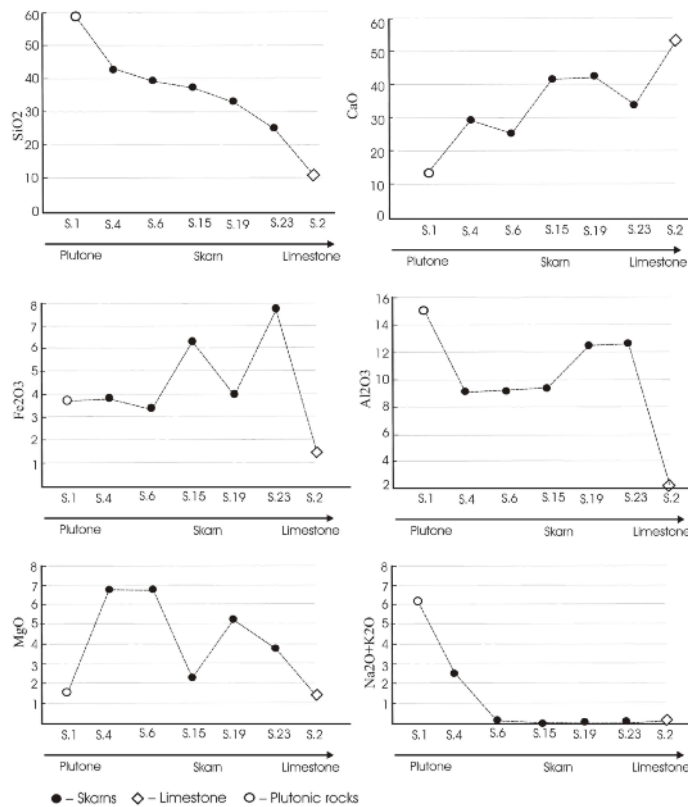 60
50
40
30
20
10
0
SiO2
S.1 S.4 S.6 S.15 S.19 S.23 S.2
Plutone Skarn Limestone
60
50
40
30
20
10
0
CaO
S.1 S.4 S.6 S.15 S.19 S.23 S.2
Plutone Skarn Limestone
8
7
6
5
4
3
2
1
Fe2O3
S.1 S.4 S.6 S.15 S.19 S.23 S.2
Plutone Skarn Limestone
16
14
12
10
8
6
4
2
Al2O3
S.1 S.4 S.6 S.15 S.19 S.23 S.2
Plutone Skarn Limestone
8
7
6
5
4
3
2
1
MgO
S.1 S.4 S.6 S.15 S.19 S.23 S.2
Plutone Skarn Limestone
8
7
6
5
4
3
2
1
Na2O+K2O
S.1 S.4 S.6 S.15 S.19 S.23 S.2
Plutone Skarn Limestone
– Skarns – Limestone – Plutonic rocks